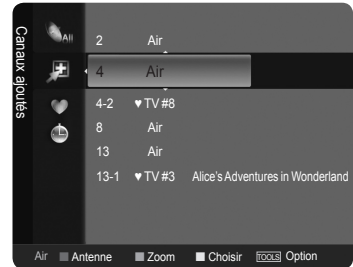 Canaux ajoutés
All
2 Air
4 Air
4-2 ♥ TV #8
8 Air
13 Air
13-1 ♥ TV #3 Alice's Adventures in Wonderland
Air Antenne Zoom Choisir TOOLS Option